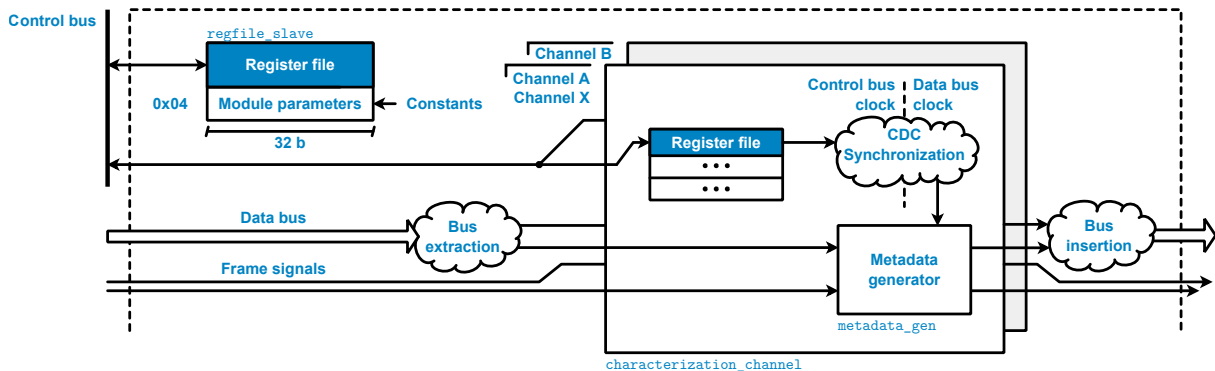 Control bus
regfile_slave
Register file
0x04
Module parameters
Constants
32 b
Channel B
Channel A
Channel X
Control bus
clock
Data bus
clock
Register file
• • •
• • •
CDC
Synchronization
Data bus
Bus
extraction
Frame signals
Metadata
generator
metadata_gen
Bus
insertion
characterization_channel